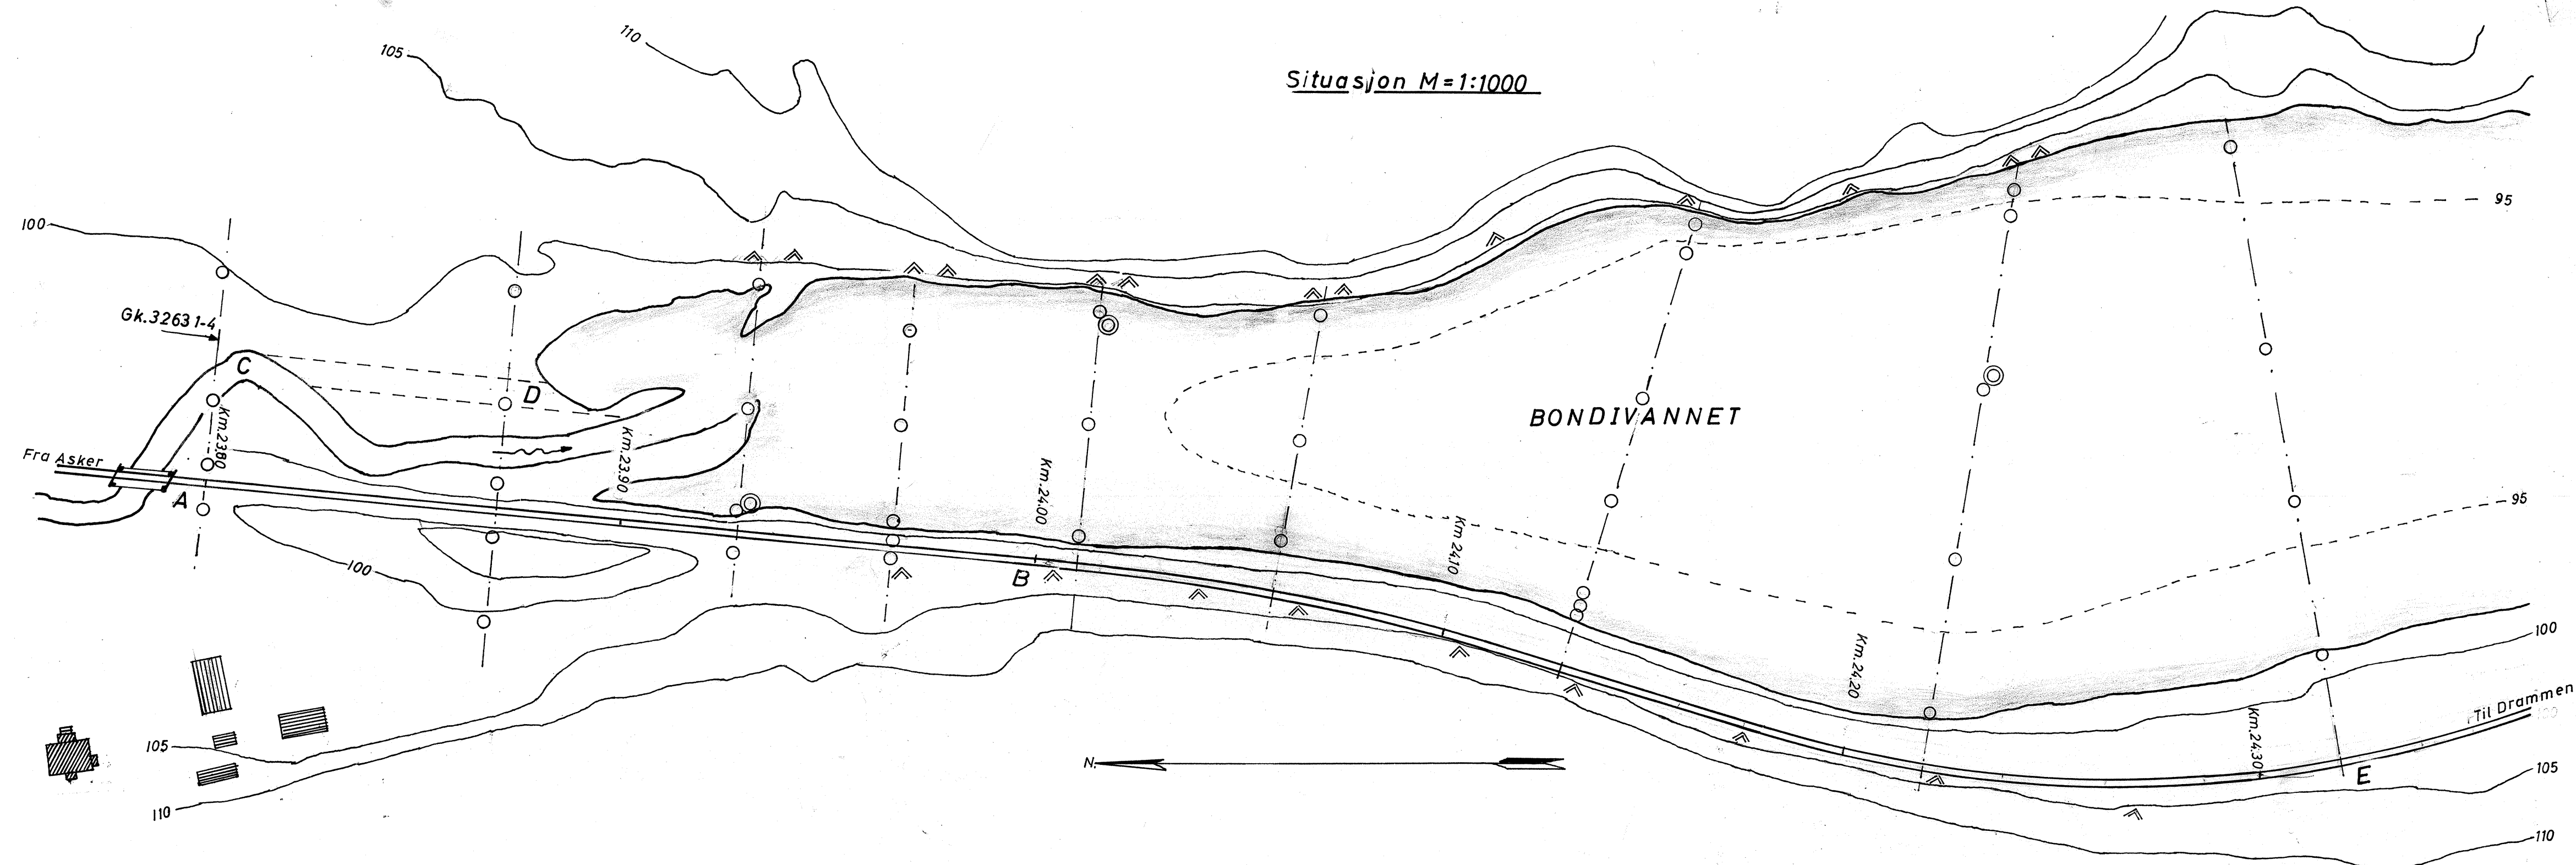 110
105
Situasjon M=1:1000
100
95
Gk.32631-4
C
D
BONDIVANNET
Km.23.80
Km.23.90
Fra Asker
A
Km.24.00
95
Km.24.10
100
B
Km.24.20
100
Til Drammen
Km.24.30
N.
105
E
105
110
110